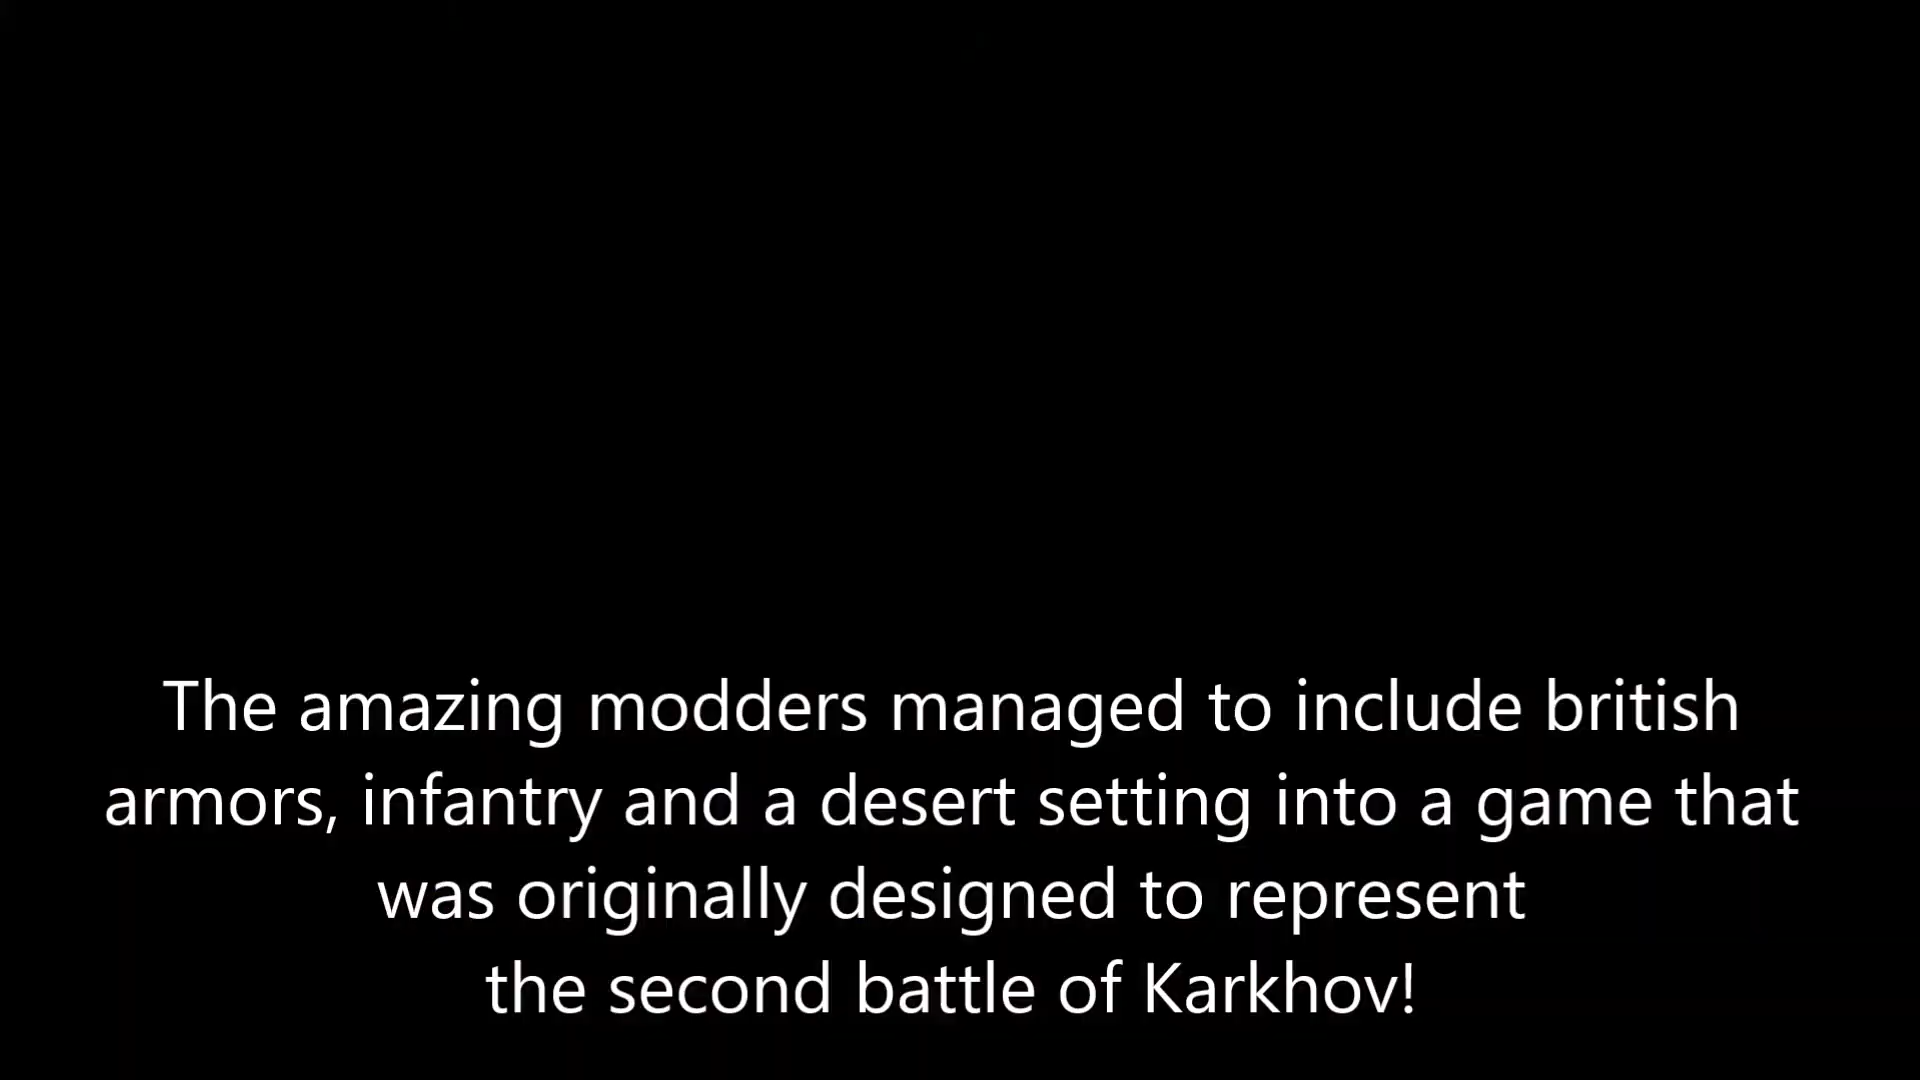 The amazing modders managed to include british
armors, infantry and a desert setting into a game that
was originally designed to represent
the second battle of Karkhov!